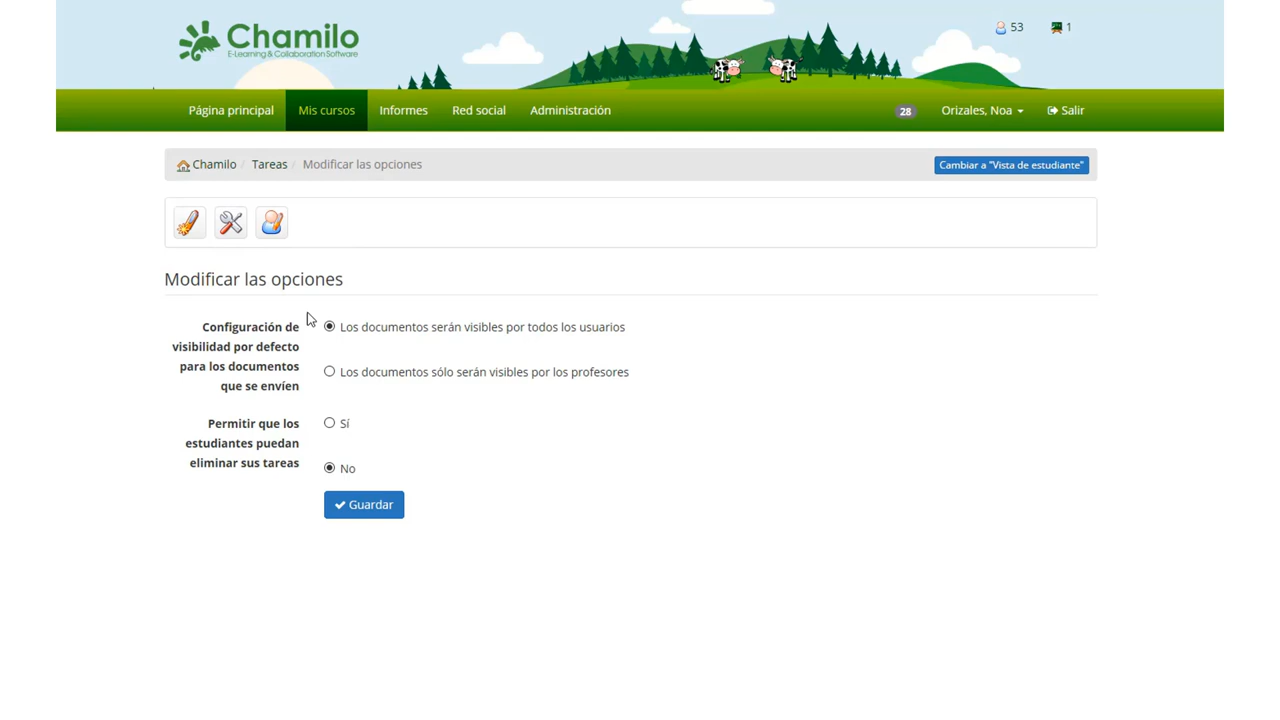 Chamilo
E-Learning & Collaboration Software
53
1
Página principal
Mis cursos
Informes
Red social
Administración
28
Orizales, Noa
Salir
Chamilo / Tareas / Modificar las opciones
Cambiar a "Vista de estudiante"
Modificar las opciones
Configuración de
visibilidad por defecto
para los documentos
que se envíen
Los documentos serán visibles por todos los usuarios
Los documentos sólo serán visibles por los profesores
Permitir que los
estudiantes puedan
eliminar sus tareas
Sí
No
Guardar